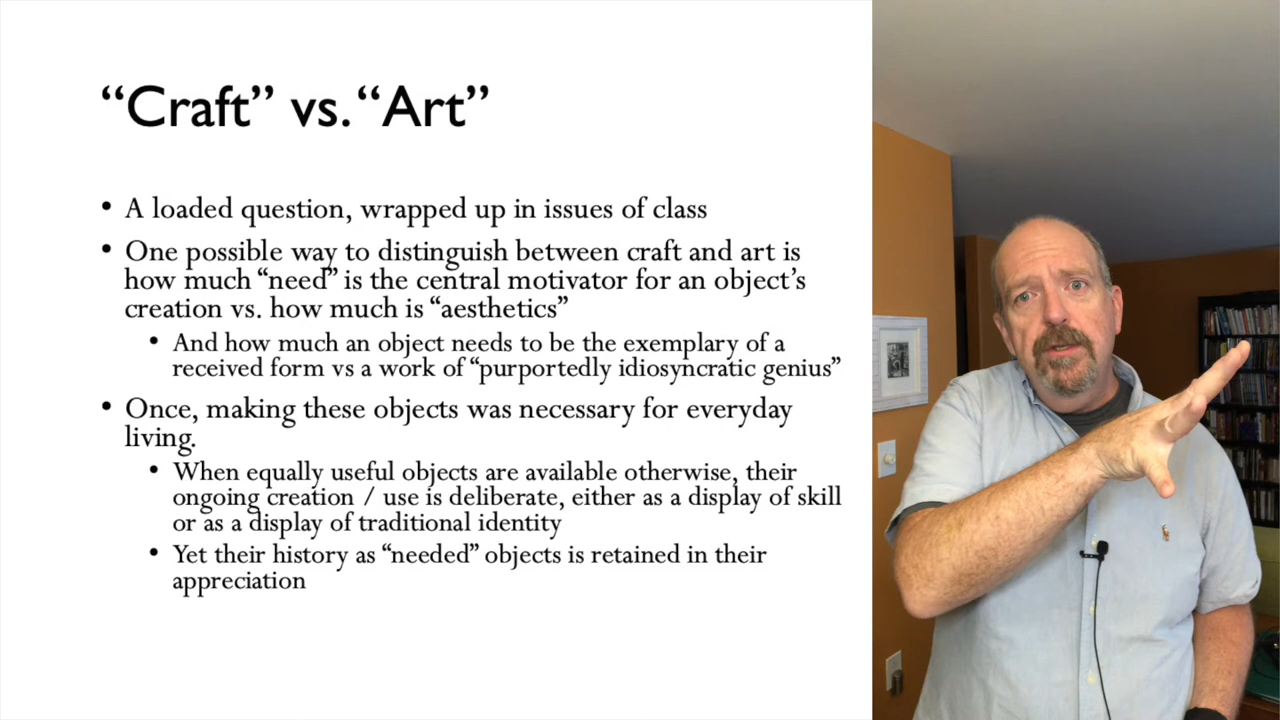 “Craft” vs. “Art”
• A loaded question, wrapped up in issues of class
• One possible way to distinguish between craft and art is
how much “need” is the central motivator for an object’s
creation vs. how much is “aesthetics”
• And how much an object needs to be the exemplary of a
received form vs a work of “purportedly idiosyncratic genius”
• Once, making these objects was necessary for everyday
living.
• When equally useful objects are available otherwise, their
ongoing creation / use is deliberate, either as a display of skill
or as a display of traditional identity
• Yet their history as “needed” objects is retained in their
appreciation